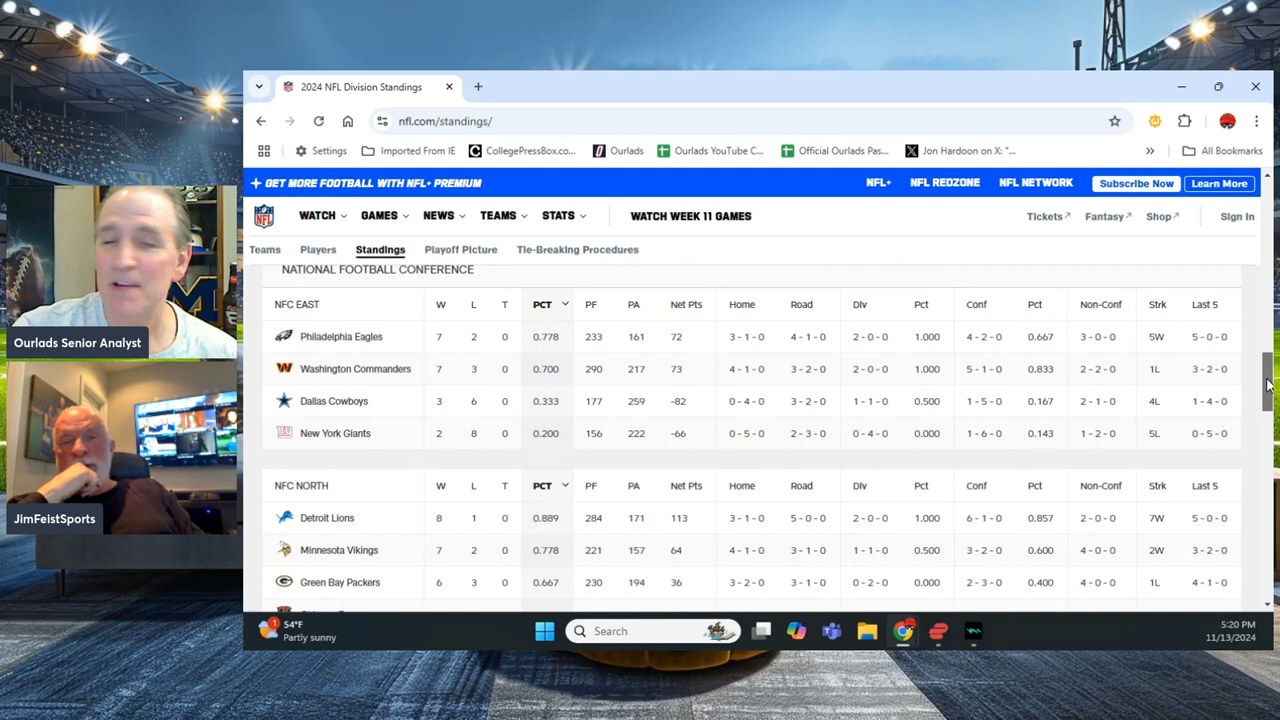 2024 NFL Division Standings
nfl.com/standings/
Settings
Imported From IE
CollegePressBox.co...
Ourlads
Ourlads YouTube C...
Official Ourlads Pas...
Jon Hardoon on X: "...
All Bookmarks
+ GET MORE FOOTBALL WITH NFL+ PREMIUM
NFL+ NFL REDZONE NFL NETWORK Subscribe Now Learn More
WATCH GAMES NEWS TEAMS STATS WATCH WEEK 11 GAMES Tickets Fantasy Shop Sign In
Teams Players Standings Playoff Picture Tie-Breaking Procedures
NATIONAL FOOTBALL CONFERENCE
NFC EAST W L T PCT PF PA Net Pts Home Road Div Pct Conf Pct Non-Conf Strk Last 5
Philadelphia Eagles 7 2 0 0.778 233 161 72 3 - 1 - 0 4 - 1 - 0 2 - 0 - 0 1.000 4 - 2 - 0 0.667 3 - 0 - 0 5W 5 - 0 - 0
Washington Commanders 7 3 0 0.700 290 217 73 4 - 1 - 0 3 - 2 - 0 2 - 0 - 0 1.000 5 - 1 - 0 0.833 2 - 2 - 0 1L 3 - 2 - 0
Dallas Cowboys 3 6 0 0.333 177 259 -82 0 - 4 - 0 3 - 2 - 0 1 - 1 - 0 0.500 1 - 5 - 0 0.167 2 - 1 - 0 4L 1 - 4 - 0
New York Giants 2 8 0 0.200 156 222 -66 0 - 5 - 0 2 - 3 - 0 0 - 4 - 0 0.000 1 - 6 - 0 0.143 1 - 2 - 0 5L 0 - 5 - 0
NFC NORTH W L T PCT PF PA Net Pts Home Road Div Pct Conf Pct Non-Conf Strk Last 5
Detroit Lions 8 1 0 0.889 284 171 113 3 - 1 - 0 5 - 0 - 0 2 - 0 - 0 1.000 6 - 1 - 0 0.857 2 - 0 - 0 7W 5 - 0 - 0
Minnesota Vikings 7 2 0 0.778 221 157 64 4 - 1 - 0 3 - 1 - 0 1 - 1 - 0 0.500 3 - 2 - 0 0.600 4 - 0 - 0 2W 3 - 2 - 0
Green Bay Packers 6 3 0 0.667 230 194 36 3 - 2 - 0 3 - 1 - 0 0 - 2 - 0 0.000 2 - 3 - 0 0.400 4 - 0 - 0 1L 4 - 1 - 0
Ourlads Senior Analyst
JimFeistSports
1
54°F
Partly sunny
Search
5:20 PM
11/13/2024